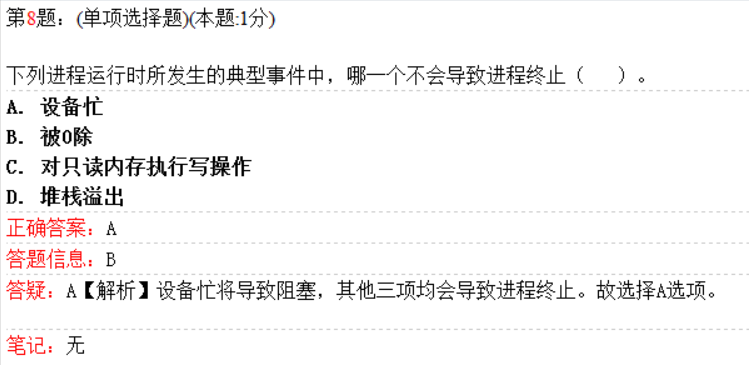 第8题：(单项选择题)(本题:1分)
下列进程运行时所发生的典型事件中，哪一个不会导致进程终止（ ）。
A. 设备忙
B. 被0除
C. 对只读内存执行写操作
D. 堆栈溢出
正确答案：A
答题信息：B
答疑：A【解析】设备忙将导致阻塞，其他三项均会导致进程终止。故选择A选项。
笔记：无